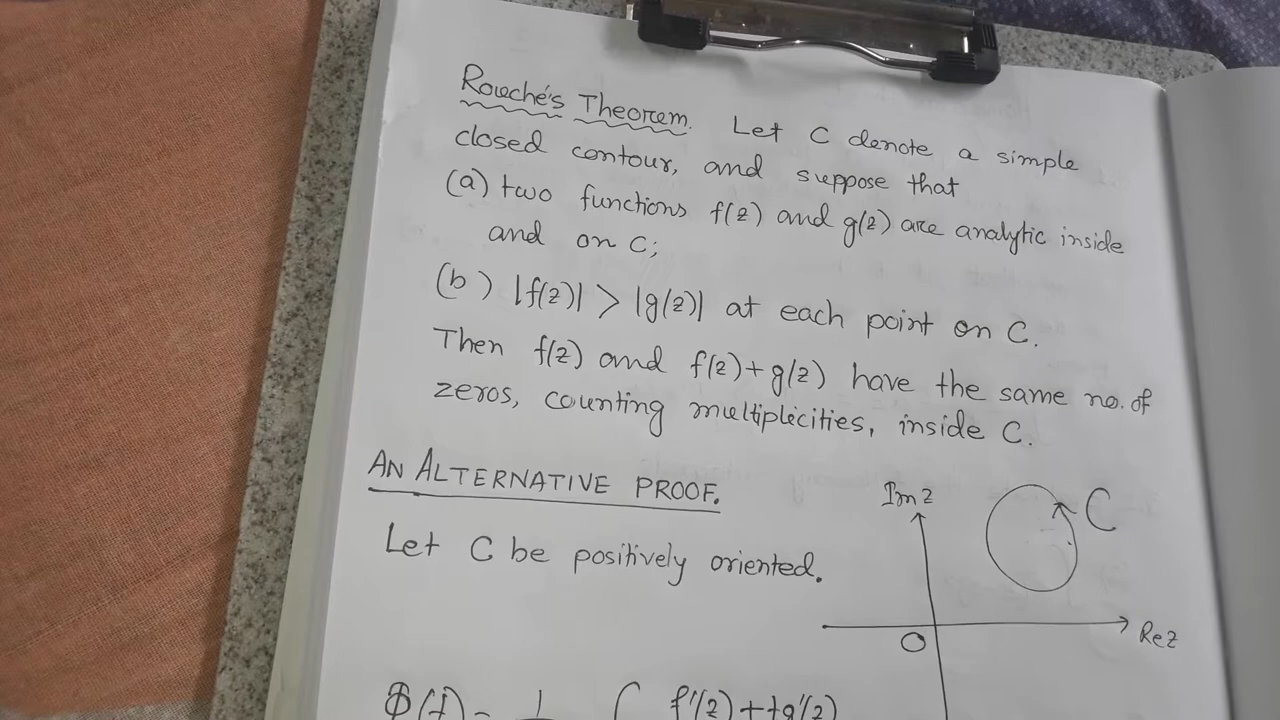 Rouché's Theorem. Let C denote a simple
closed contour, and suppose that
(a) two functions f(z) and g(z) are analytic inside
and on C;
(b) |f(z)| > |g(z)| at each point on C.
Then f(z) and f(z)+g(z) have the same no. of
zeros, counting multiplicities, inside C.
AN ALTERNATIVE PROOF.
Let C be positively oriented.
Im z
C
O
Re z
Φ(t) = 1 ∫ f'(z)+tg'(z)